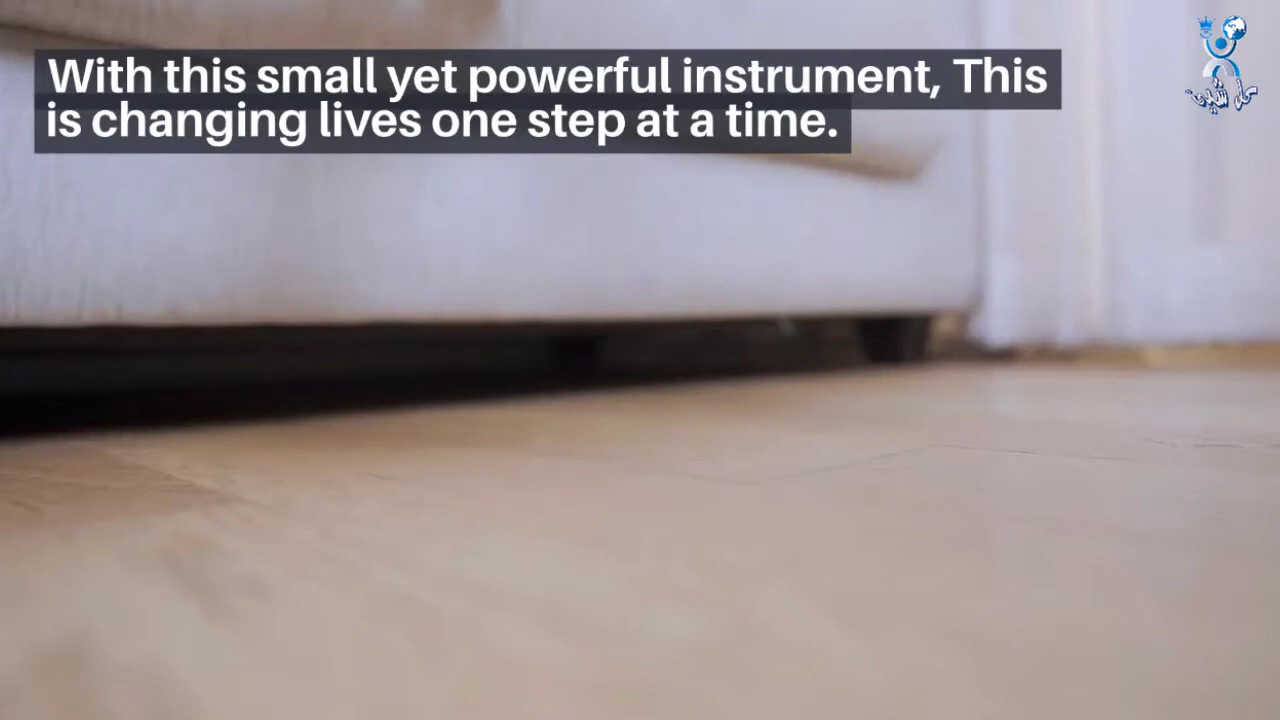 With this small yet powerful instrument, This
is changing lives one step at a time.